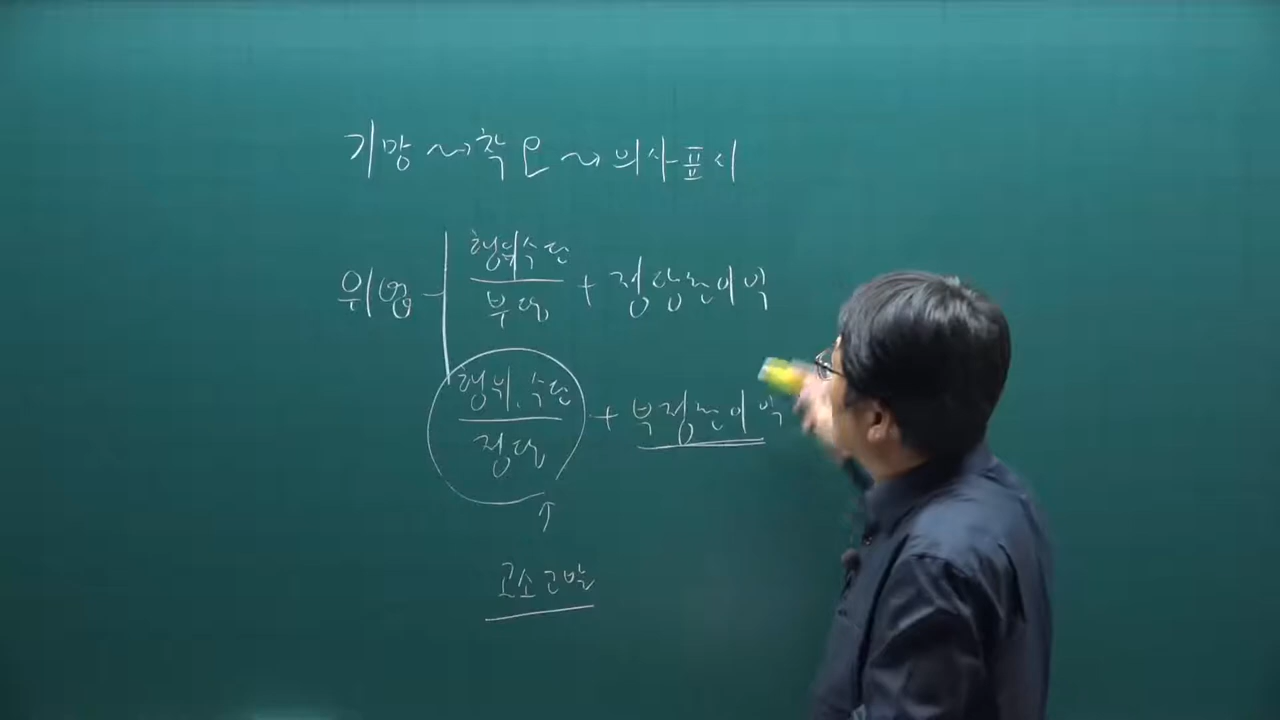 기망 → 착오 → 의사표시
행위수단
위법 부당 + 정당한이익
행위.수단
+ 부정한이익
정당
↑
고소고발